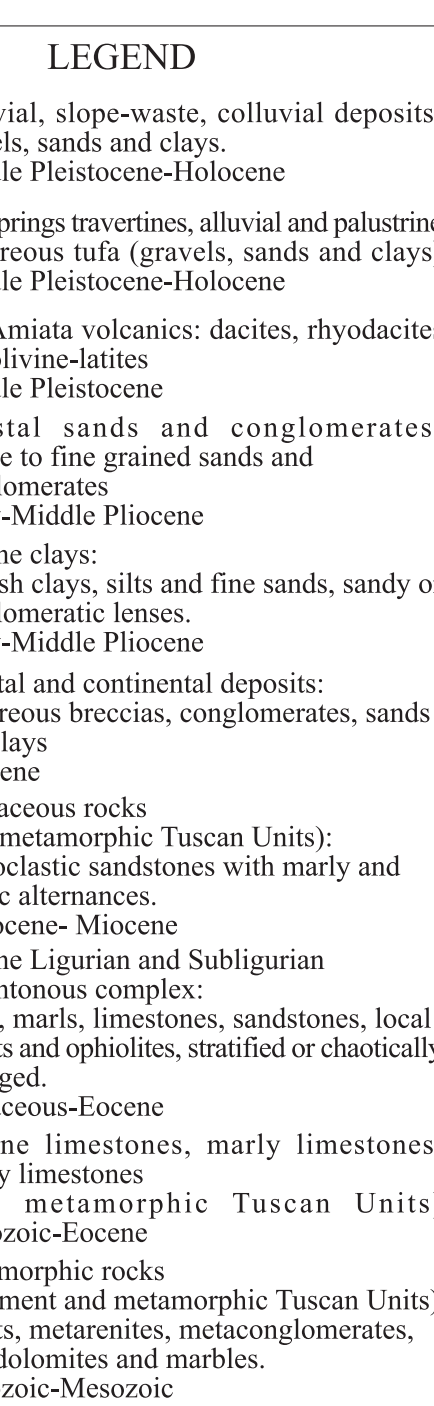 LEGEND
vial, slope-waste, colluvial deposits
els, sands and clays.
le Pleistocene-Holocene
prings travertines, alluvial and palustrine
reous tufa (gravels, sands and clays)
le Pleistocene-Holocene
Amiata volcanics: dacites, rhyodacites
olivine-latites
le Pleistocene
stal sands and conglomerates
e to fine grained sands and
lomerates
-Middle Pliocene
ne clays:
sh clays, silts and fine sands, sandy or
lomeratic lenses.
-Middle Pliocene
tal and continental deposits:
reous breccias, conglomerates, sands
lays
ene
aceous rocks
metamorphic Tuscan Units):
oclastic sandstones with marly and
c alternances.
ocene- Miocene
ne Ligurian and Subligurian
ntonous complex:
, marls, limestones, sandstones, local
ts and ophiolites, stratified or chaotically
ged.
aceous-Eocene
ne limestones, marly limestones
y limestones
metamorphic Tuscan Units)
ozoic-Eocene
morphic rocks
ment and metamorphic Tuscan Units)
ts, metarenites, metaconglomerates,
dolomites and marbles.
ozoic-Mesozoic